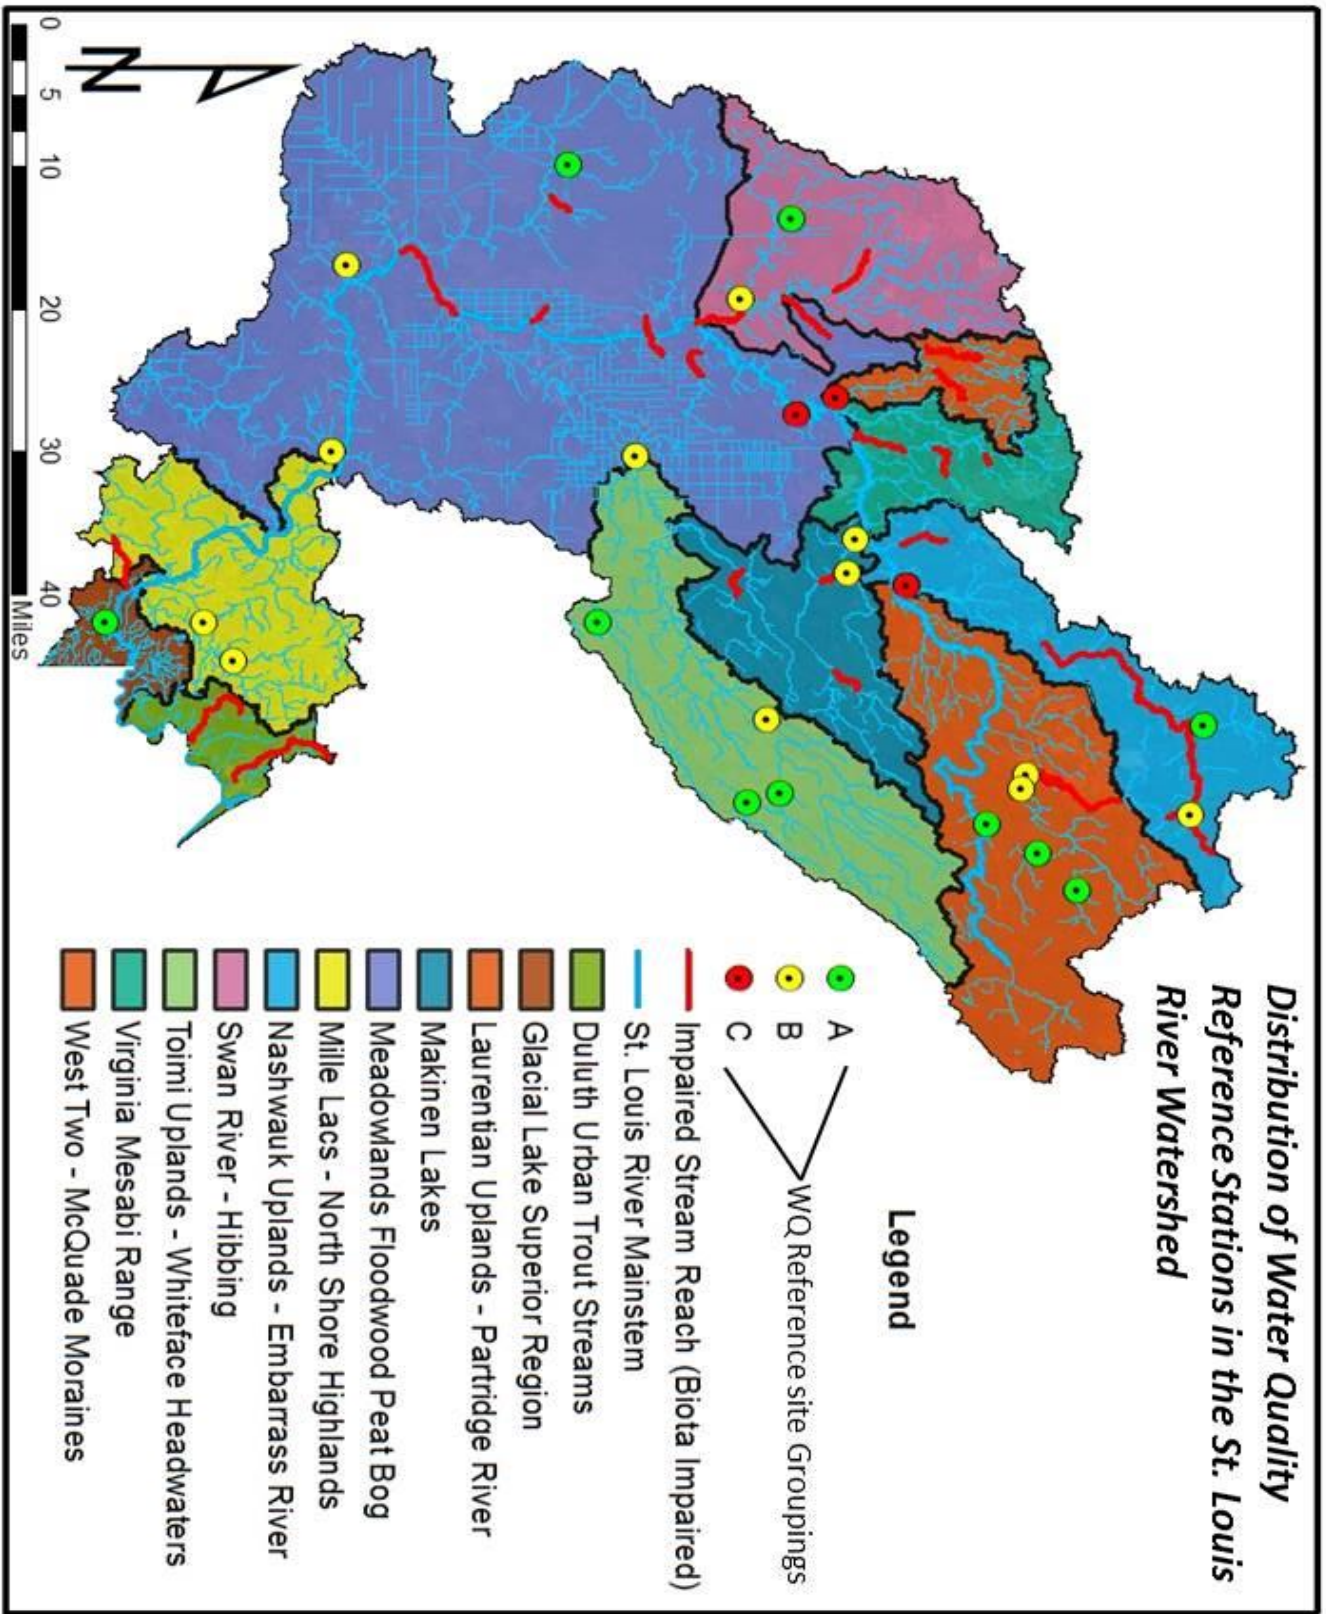 Distribution of Water Quality
Reference Stations in the St. Louis
River Watershed
Legend
A
B
C
WQ Reference site Groupings
Impaired Stream Reach (Biota Impaired)
St. Louis River Mainstem
Duluth Urban Trout Streams
Glacial Lake Superior Region
Laurentian Uplands - Partridge River
Makinen Lakes
Meadowlands Floodwood Peat Bog
Mille Lacs - North Shore Highlands
Nashwauk Uplands - Embarrass River
Swan River - Hibbing
Toimi Uplands - Whiteface Headwaters
Virginia Mesabi Range
West Two - McQuade Moraines
N
0 5 10 20 30 40
Miles